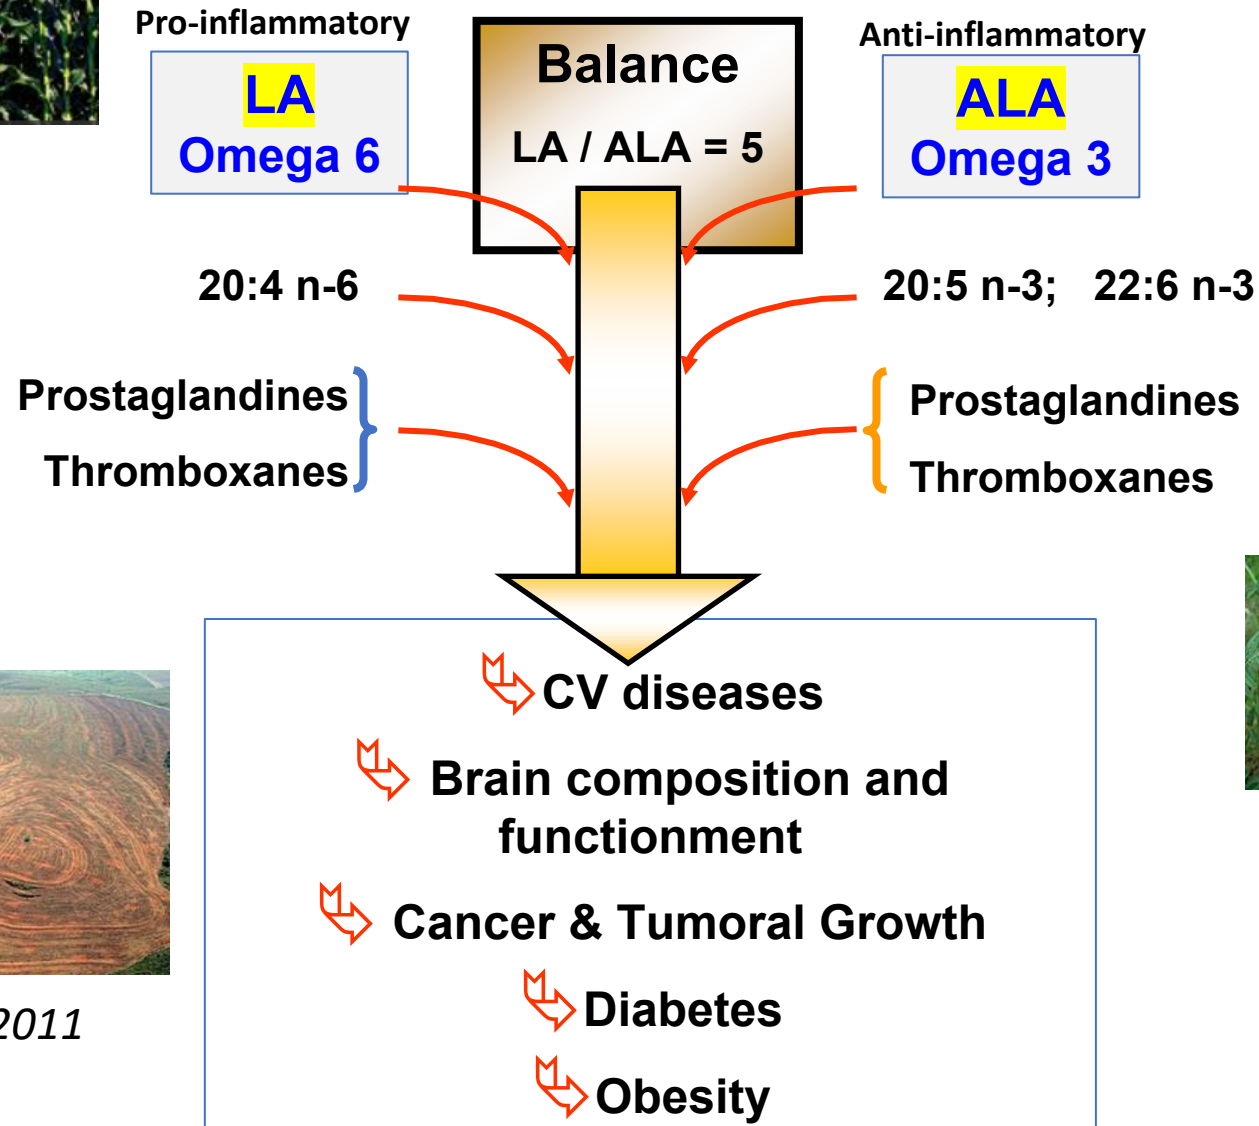 Pro-inflammatory
LA
Omega 6
Balance
LA / ALA = 5
Anti-inflammatory
ALA
Omega 3
20:4 n-6
20:5 n-3; 22:6 n-3
Prostaglandines
Thromboxanes
Prostaglandines
Thromboxanes
CV diseases
Brain composition and
functionment
Cancer & Tumoral Growth
Diabetes
Obesity
2011